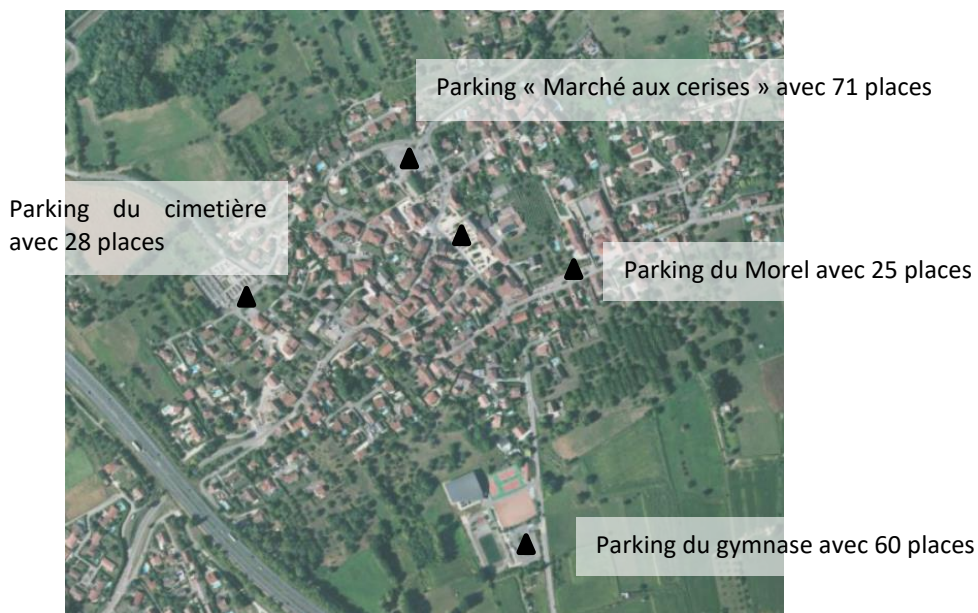 Parking « Marché aux cerises » avec 71 places
Parking du cimetière
avec 28 places
Parking du Morel avec 25 places
Parking du gymnase avec 60 places